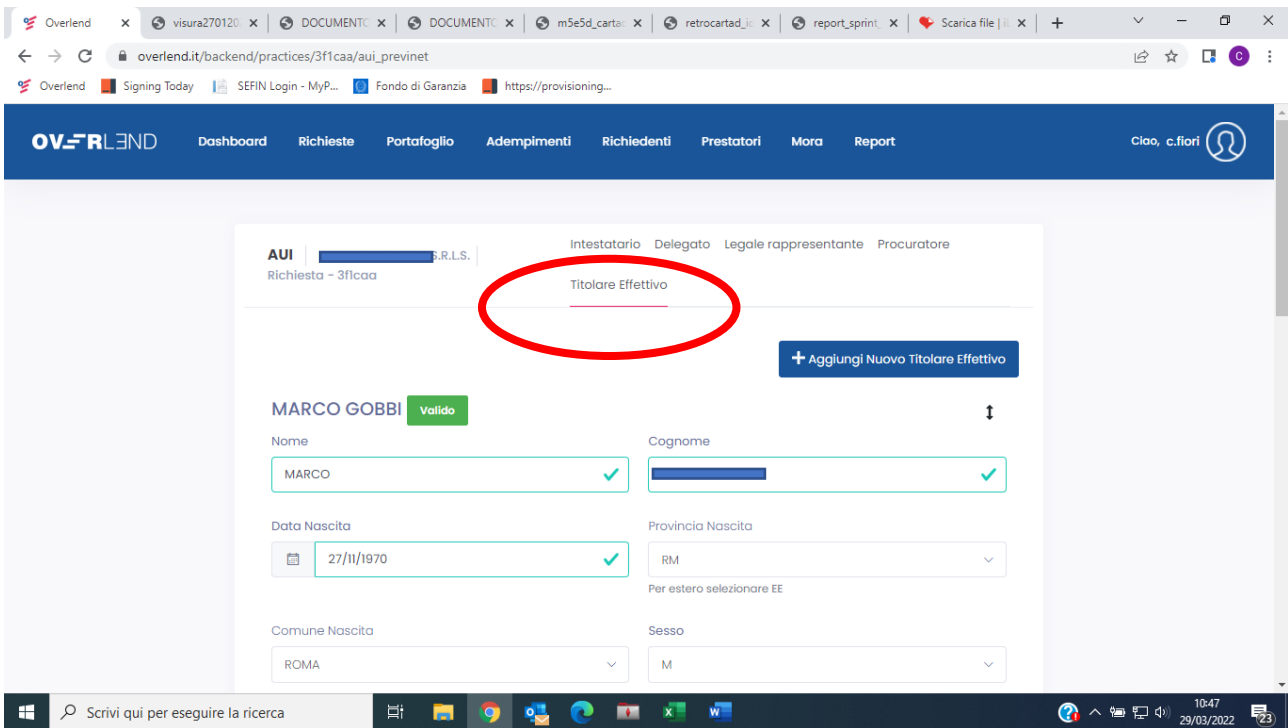 Overlend
visura2701202
DOCUMENTO
DOCUMENTO
m5e5d_cartac
retrocartad_id
report_sprint_
Scarica file | iL
overlend.it/backend/practices/3f1caa/aui_previnet
C
Overlend
Signing Today
SEFIN Login - MyP...
Fondo di Garanzia
https://provisioning...
OVERLEND
Dashboard
Richieste
Portafoglio
Adempimenti
Richiedenti
Prestatori
Mora
Report
Ciao, c.fiori
AUI
S.R.L.S.
Richiesta - 3f1caa
Intestatario Delegato Legale rappresentante Procuratore
Titolare Effettivo
+ Aggiungi Nuovo Titolare Effettivo
MARCO GOBBI Valido
Nome
Cognome
MARCO
Data Nascita
Provincia Nascita
27/11/1970
RM
Per estero selezionare EE
Comune Nascita
Sesso
ROMA
M
Scrivi qui per eseguire la ricerca
10:47
29/03/2022
23